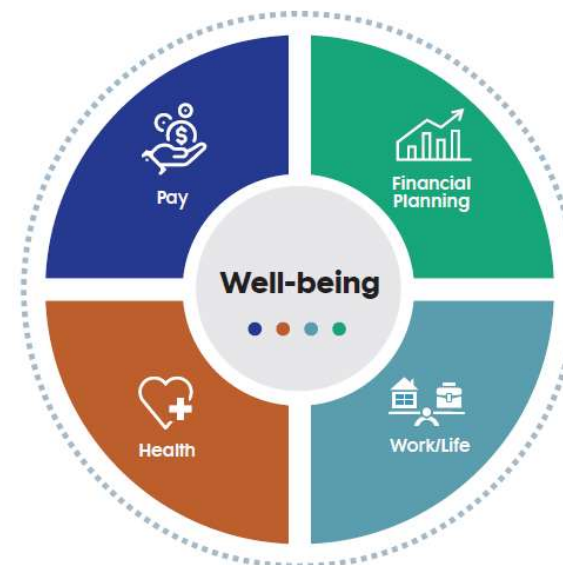 Pay
Financial
Planning
Well-being
Health
Work/Life